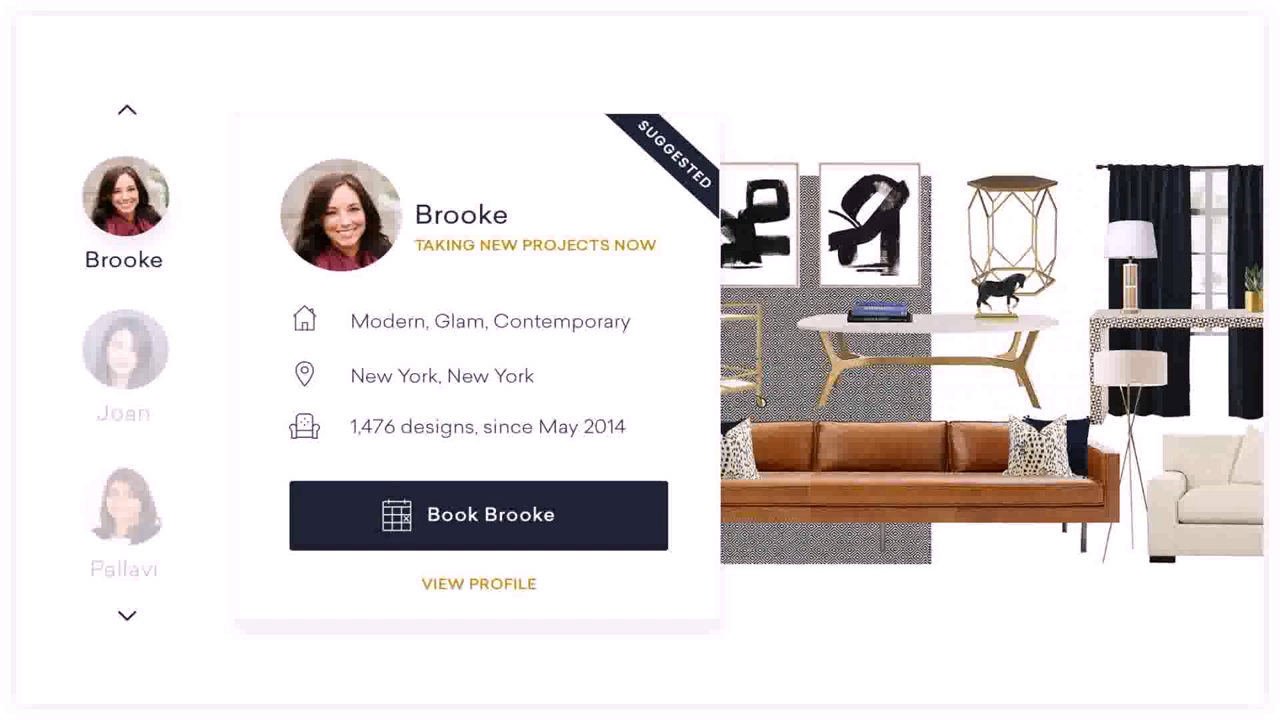 Brooke
Joan
Pallavi
SUGGESTED
Brooke
TAKING NEW PROJECTS NOW
Modern, Glam, Contemporary
New York, New York
1,476 designs, since May 2014
Book Brooke
VIEW PROFILE